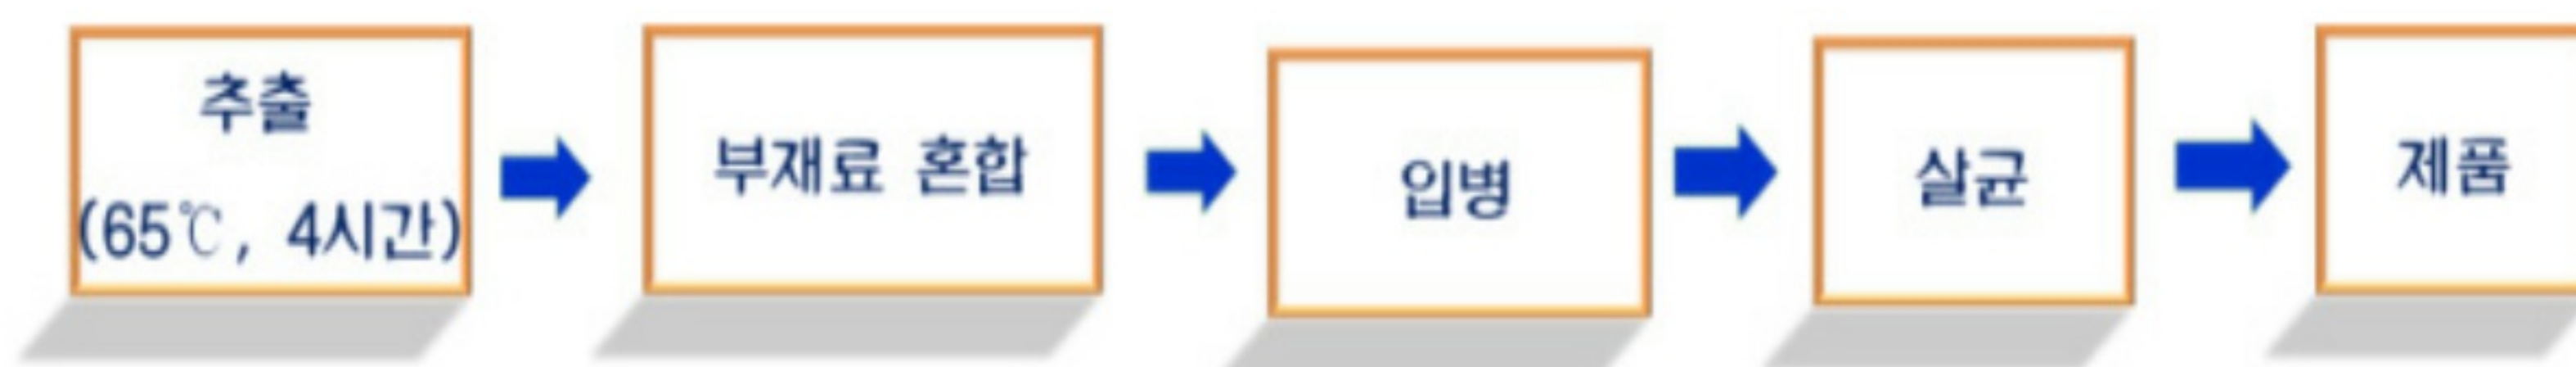 추출
(65℃, 4시간)
부재료 혼합
입병
살균
제품